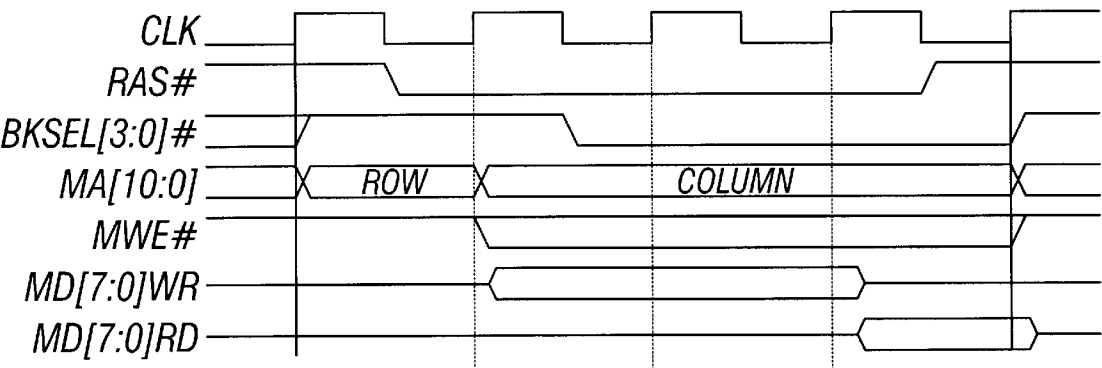 CLK
RAS#
BKSEL[3:0]#
MA[10:0] ROW COLUMN
MWE#
MD[7:0]WR
MD[7:0]RD